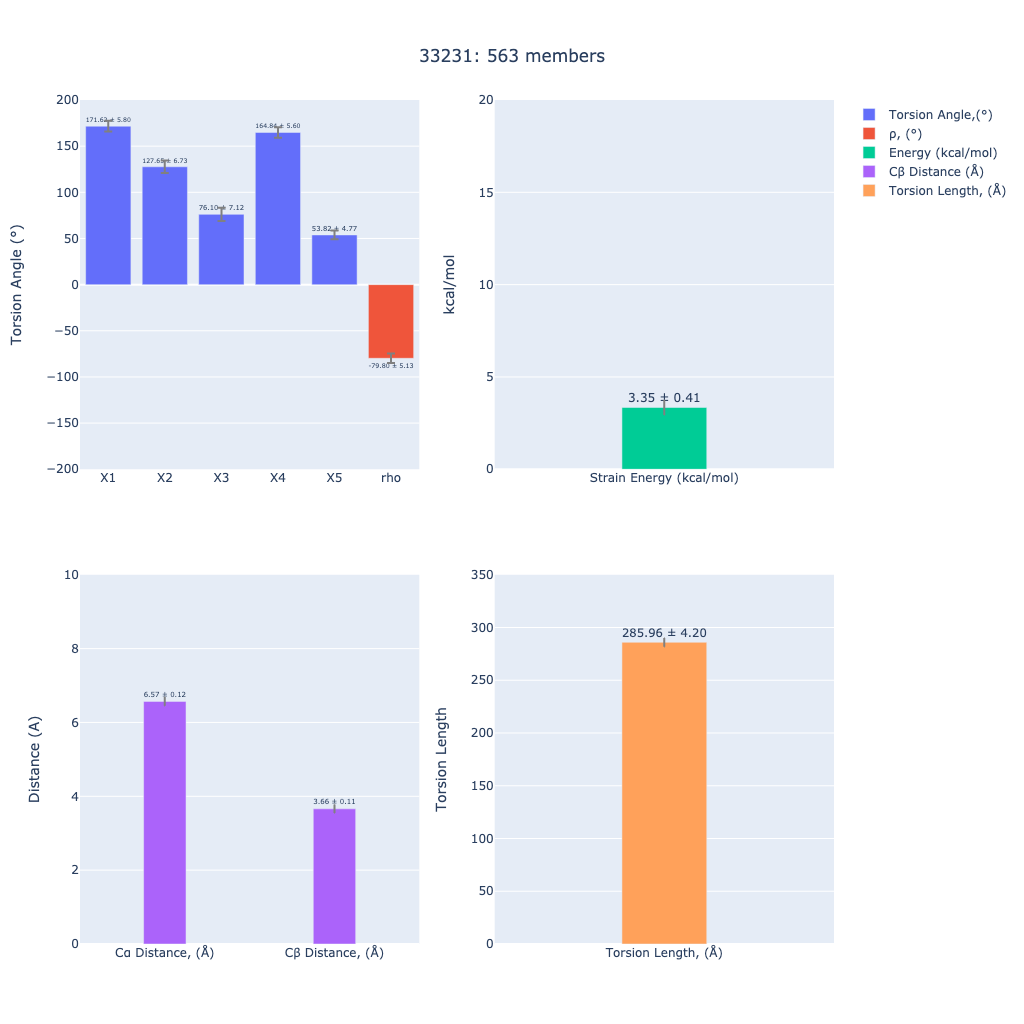 33231: 563 members
Torsion Angle (°)
200
150
100
50
0
−50
−100
−150
−200
171.62 ± 5.80
127.65 ± 6.73
76.10 ± 7.12
164.84 ± 5.60
53.82 ± 4.77
-79.80 ± 5.13
X1 X2 X3 X4 X5 rho
kcal/mol
20
15
10
5
0
3.35 ± 0.41
Strain Energy (kcal/mol)
Torsion Angle,(°)
ρ, (°)
Energy (kcal/mol)
Cβ Distance (Å)
Torsion Length, (Å)
Distance (A)
10
8
6
4
2
0
6.57 ± 0.12
3.66 ± 0.11
Cα Distance, (Å) Cβ Distance, (Å)
Torsion Length
350
300
250
200
150
100
50
0
285.96 ± 4.20
Torsion Length, (Å)